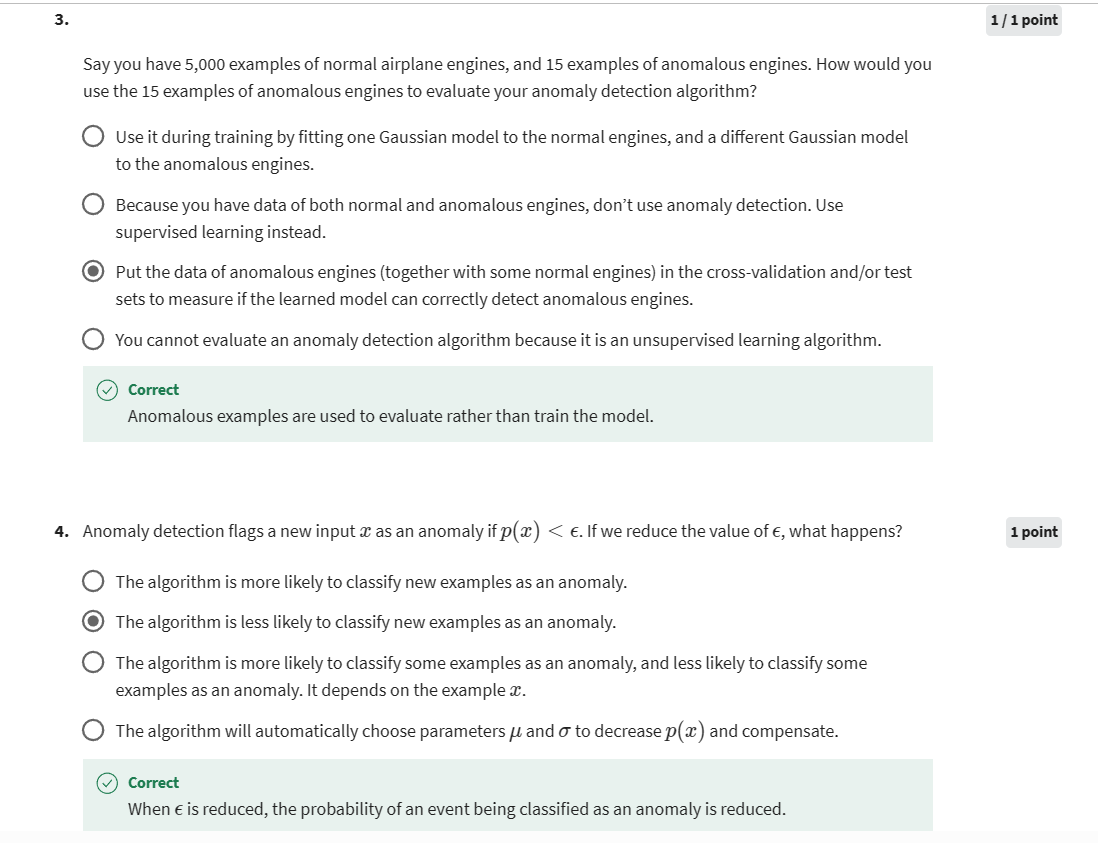 3.
1 / 1 point
Say you have 5,000 examples of normal airplane engines, and 15 examples of anomalous engines. How would you
use the 15 examples of anomalous engines to evaluate your anomaly detection algorithm?
Use it during training by fitting one Gaussian model to the normal engines, and a different Gaussian model
to the anomalous engines.
Because you have data of both normal and anomalous engines, don’t use anomaly detection. Use
supervised learning instead.
Put the data of anomalous engines (together with some normal engines) in the cross-validation and/or test
sets to measure if the learned model can correctly detect anomalous engines.
You cannot evaluate an anomaly detection algorithm because it is an unsupervised learning algorithm.
Correct
Anomalous examples are used to evaluate rather than train the model.
4. Anomaly detection flags a new input x as an anomaly if p(x) < ϵ. If we reduce the value of ϵ, what happens?
1 point
The algorithm is more likely to classify new examples as an anomaly.
The algorithm is less likely to classify new examples as an anomaly.
The algorithm is more likely to classify some examples as an anomaly, and less likely to classify some
examples as an anomaly. It depends on the example x.
The algorithm will automatically choose parameters μ and σ to decrease p(x) and compensate.
Correct
When ϵ is reduced, the probability of an event being classified as an anomaly is reduced.